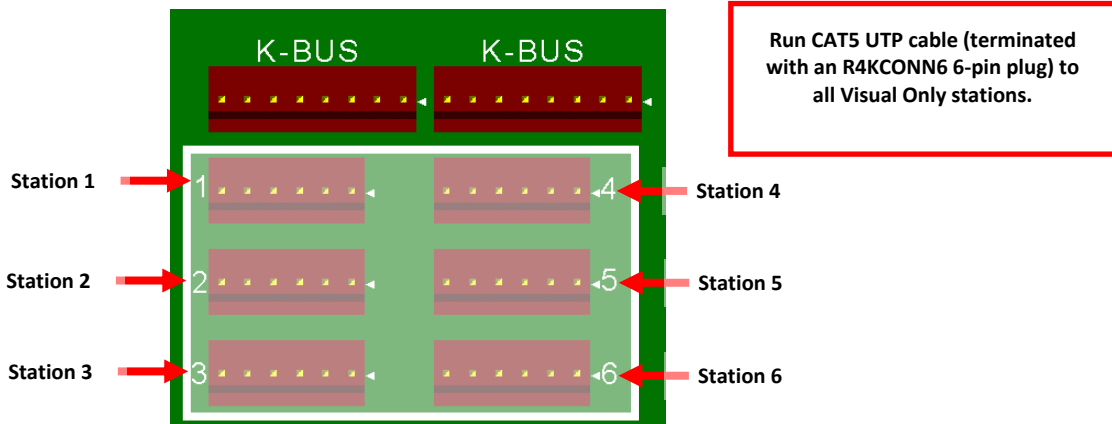 K-BUS K-BUS
Run CAT5 UTP cable (terminated
with an R4KCONN6 6-pin plug) to
all Visual Only stations.
Station 1 1 4 Station 4
Station 2 2 5 Station 5
Station 3 3 6 Station 6